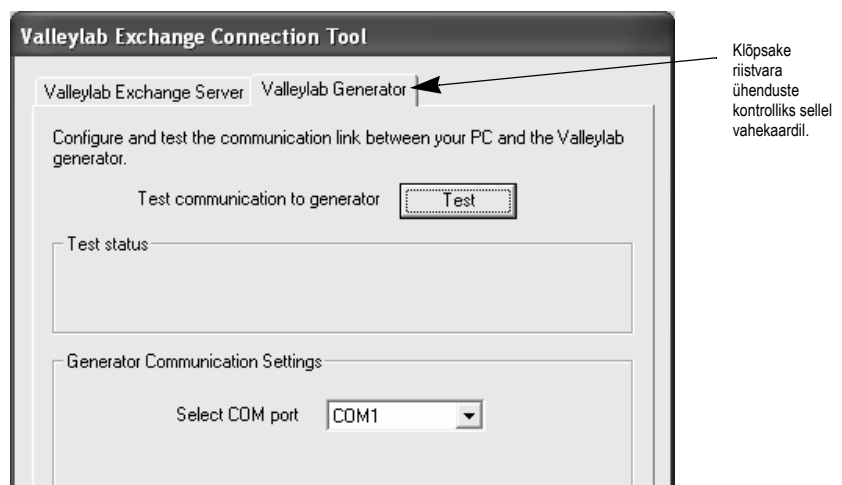 Valleylab Exchange Connection Tool
Valleylab Exchange Server
Valleylab Generator
Configure and test the communication link between your PC and the Valleylab
generator.
Test communication to generator
Test
Test status
Generator Communication Settings
Select COM port
COM1
Klõpsake
riistvara
ühenduste
kontrolliks sellel
vahekaardil.